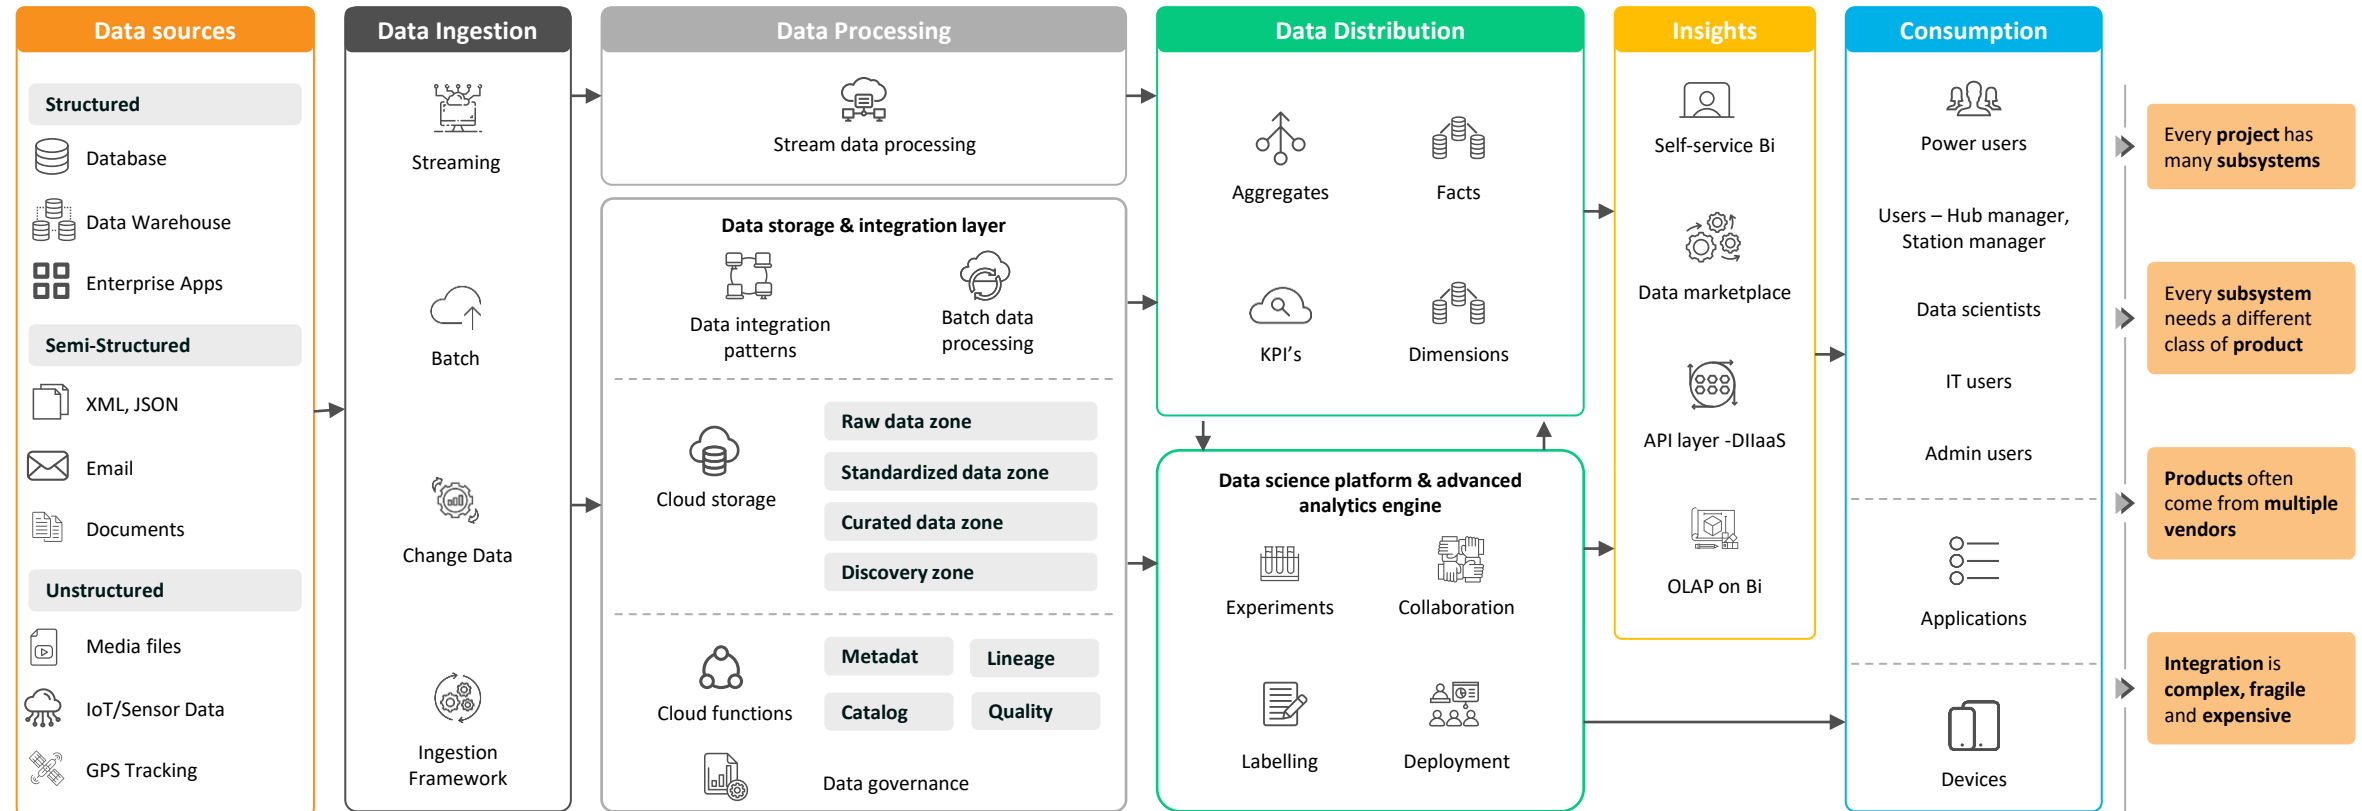 Data sources
Structured
Database
Data Warehouse
Enterprise Apps
Semi-Structured
XML, JSON
Email
Documents
Unstructured
Media files
IoT/Sensor Data
GPS Tracking
Data Ingestion
Streaming
Batch
Change Data
Ingestion
Framework
Data Processing
Stream data processing
Data storage & integration layer
Data integration
patterns
Batch data
processing
Cloud storage
Raw data zone
Standardized data zone
Curated data zone
Discovery zone
Cloud functions
Metadat
Lineage
Catalog
Quality
Data governance
Data Distribution
Aggregates
Facts
KPI's
Dimensions
Data science platform & advanced
analytics engine
Experiments
Collaboration
Labelling
Deployment
Insights
Self-service Bi
Data marketplace
API layer -DIIaaS
OLAP on Bi
Consumption
Power users
Users – Hub manager,
Station manager
Data scientists
IT users
Admin users
Applications
Devices
Every project has
many subsystems
Every subsystem
needs a different
class of product
Products often
come from multiple
vendors
Integration is
complex, fragile
and expensive